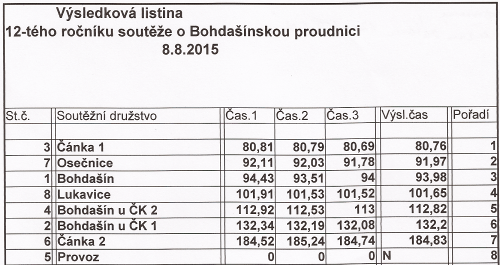 Výsledková listina
12-tého ročníku soutěže o Bohdašínskou proudnici
8.8.2015
St.č. Soutěžní družstvo Čas.1 Čas.2 Čas.3 Výsl.čas Pořadí
3 Čánka 1 80,81 80,79 80,69 80,76 1
7 Osečnice 92,11 92,03 91,78 91,97 2
1 Bohdašín 94,43 93,51 94 93,98 3
8 Lukavice 101,91 101,53 101,52 101,65 4
4 Bohdašín u ČK 2 112,92 112,53 113 112,82 5
2 Bohdašín u ČK 1 132,34 132,19 132,08 132,2 6
6 Čánka 2 184,52 185,24 184,74 184,83 7
5 Provoz 0 0 0 N 8